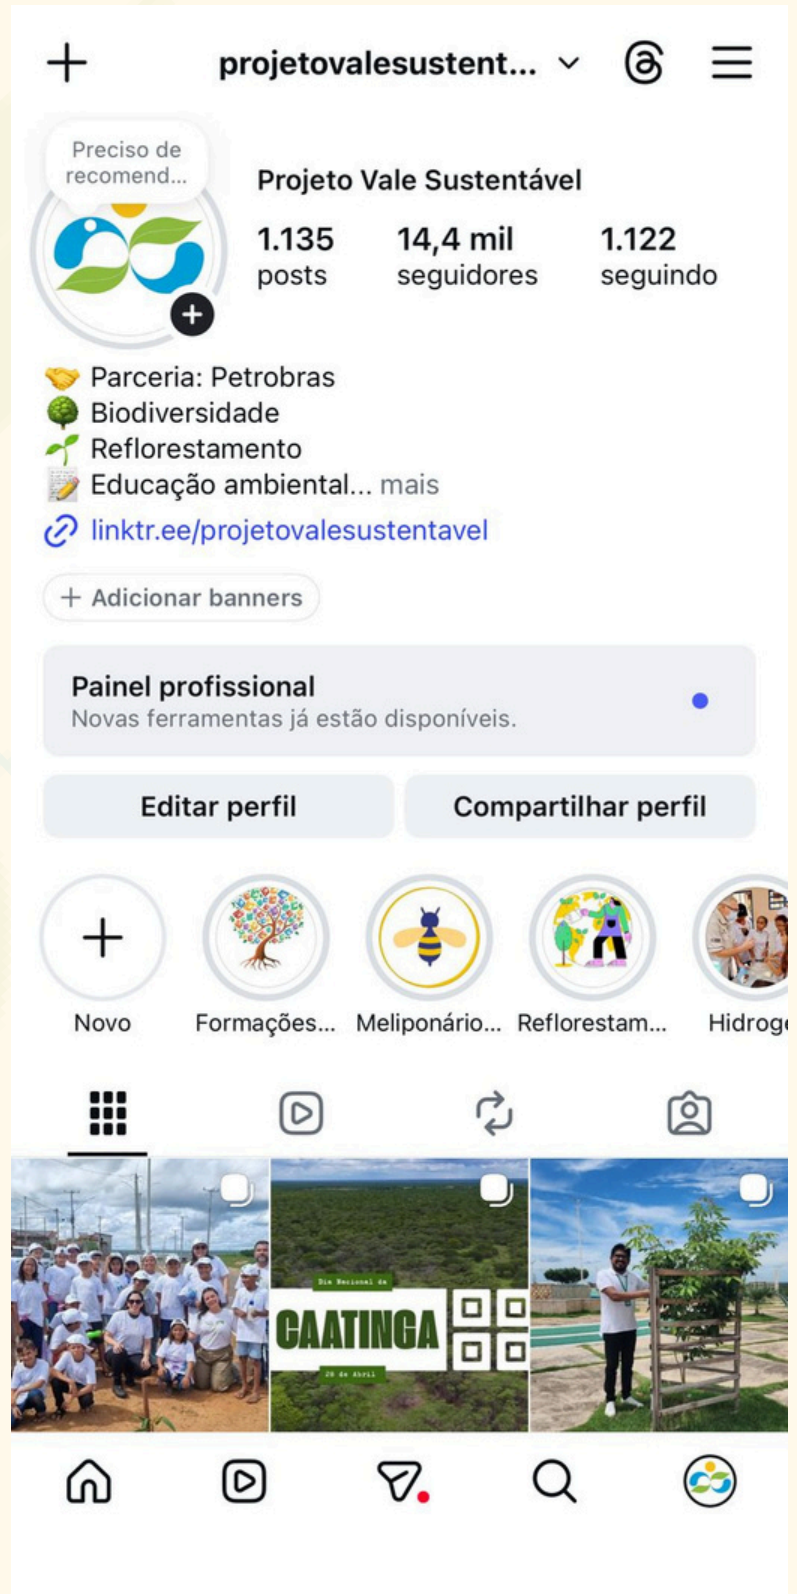 projetovalesustent...
Preciso de
recomend...
Projeto Vale Sustentável
1.135 14,4 mil 1.122
posts seguidores seguindo
Parceria: Petrobras
Biodiversidade
Reflorestamento
Educação ambiental... mais
linktr.ee/projetovalesustentavel
+ Adicionar banners
Painel profissional
Novas ferramentas já estão disponíveis.
Editar perfil Compartilhar perfil
Novo Formações... Meliponário... Reflorestam... Hidroge
Dia Nacional da
CAATINGA
28 de Abril